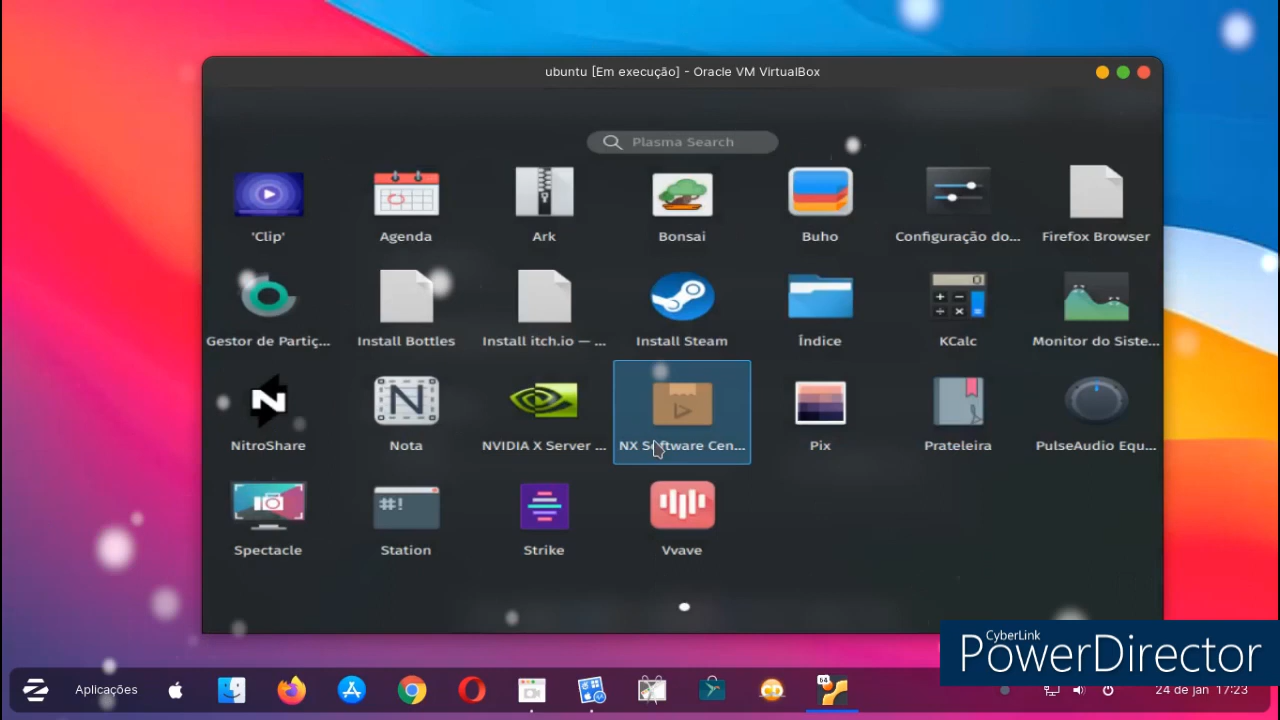 ubuntu [Em execução] - Oracle VM VirtualBox
Plasma Search
'Clip'
Agenda
Ark
Bonsai
Buho
Configuração do...
Firefox Browser
Gestor de Partiç...
Install Bottles
Install itch.io — ...
Install Steam
Índice
KCalc
Monitor do Siste...
NitroShare
Nota
NVIDIA X Server ...
NX Software Cen...
Pix
Prateleira
PulseAudio Equ...
#!
Spectacle
Station
Strike
Vvave
CyberLink
PowerDirector
Aplicações
CD
64
24 de jan 17:23